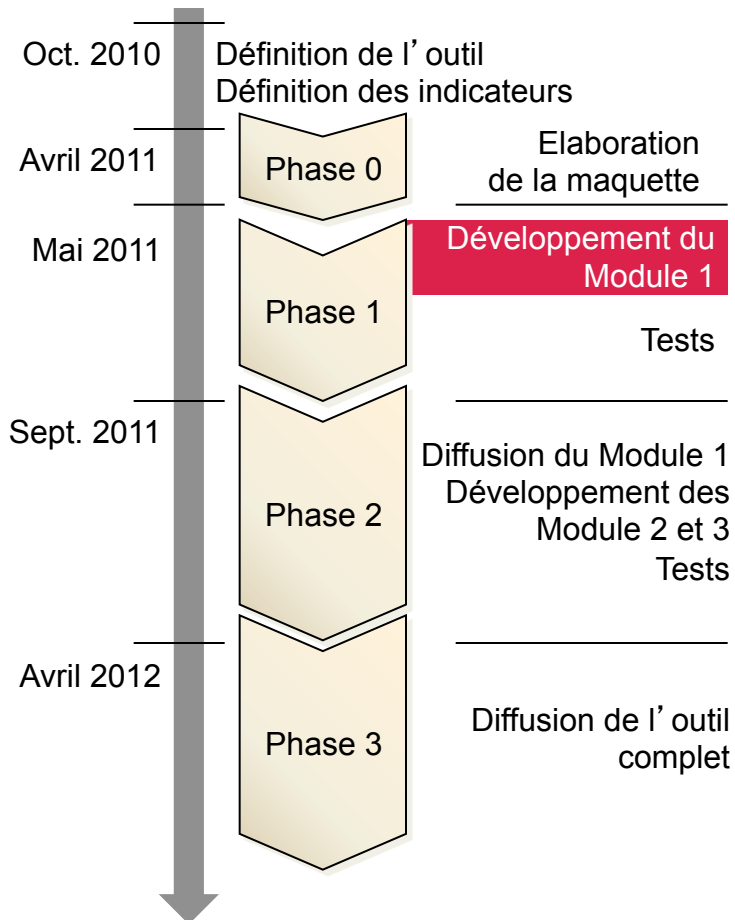 Oct. 2010
Définition de l’outil
Définition des indicateurs
Avril 2011
Phase 0
Elaboration
de la maquette
Mai 2011
Phase 1
Développement du
Module 1
Tests
Sept. 2011
Phase 2
Diffusion du Module 1
Développement des
Module 2 et 3
Tests
Avril 2012
Phase 3
Diffusion de l’outil
complet